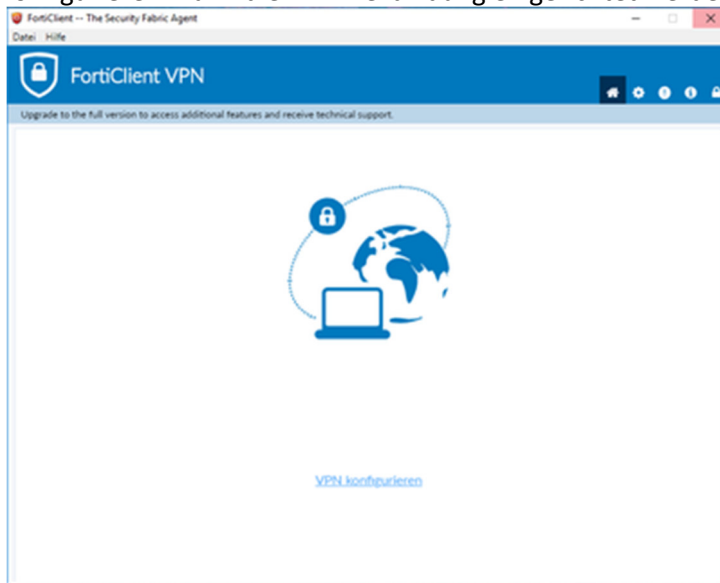 FortiClient -- The Security Fabric Agent
Datei Hilfe
FortiClient VPN
Upgrade to the full version to access additional features and receive technical support.
VPN konfigurieren